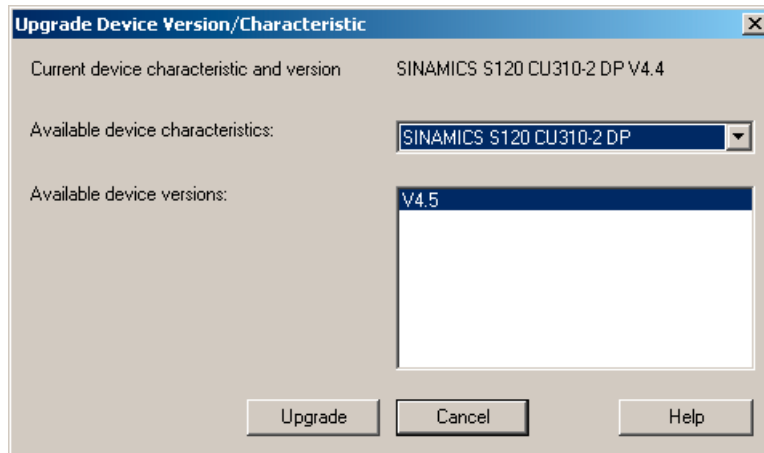 Upgrade Device Version/Characteristic
Current device characteristic and version SINAMICS S120 CU310-2 DP V4.4
Available device characteristics: SINAMICS S120 CU310-2 DP
Available device versions: V4.5
Upgrade Cancel Help